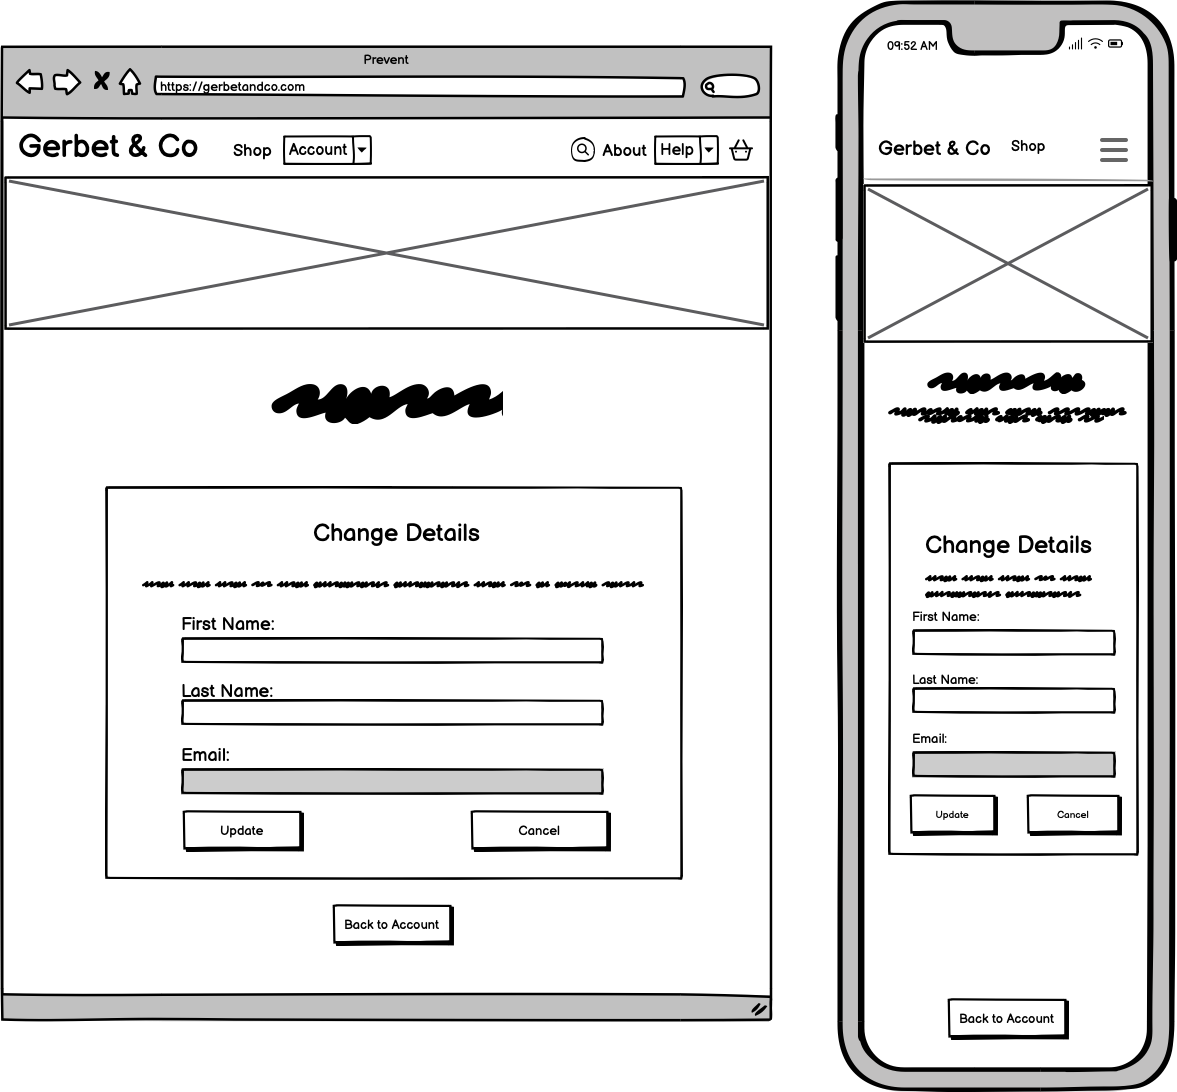 Prevent
https://gerbetandco.com
Gerbet & Co Shop Account About Help
Change Details
First Name:
Last Name:
Email:
Update Cancel
Back to Account
09:52 AM
Gerbet & Co Shop
Change Details
First Name:
Last Name:
Email:
Update Cancel
Back to Account